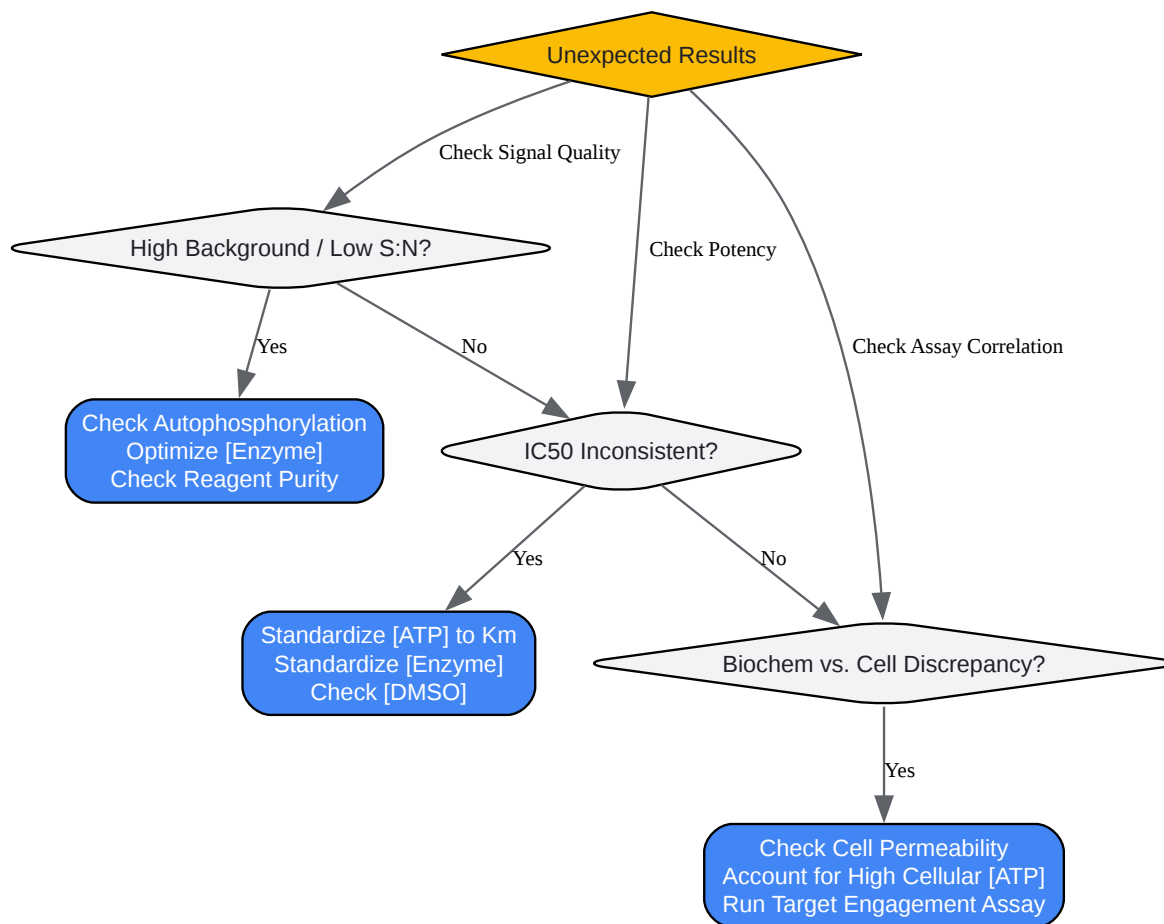 Unexpected Results
Check Signal Quality
High Background / Low S:N?
Check Potency
Check Assay Correlation
Yes
No
Check Autophosphorylation
Optimize [Enzyme]
Check Reagent Purity
IC50 Inconsistent?
Yes
No
Standardize [ATP] to Km
Standardize [Enzyme]
Check [DMSO]
Biochem vs. Cell Discrepancy?
Yes
Check Cell Permeability
Account for High Cellular [ATP]
Run Target Engagement Assay